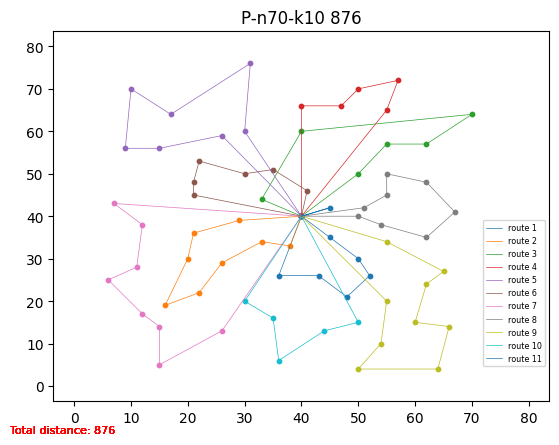 P-n70-k10 876
80
70
60
50
40
30
20
10
0
0 10 20 30 40 50 60 70 80
route 1
route 2
route 3
route 4
route 5
route 6
route 7
route 8
route 9
route 10
route 11
Total distance: 876